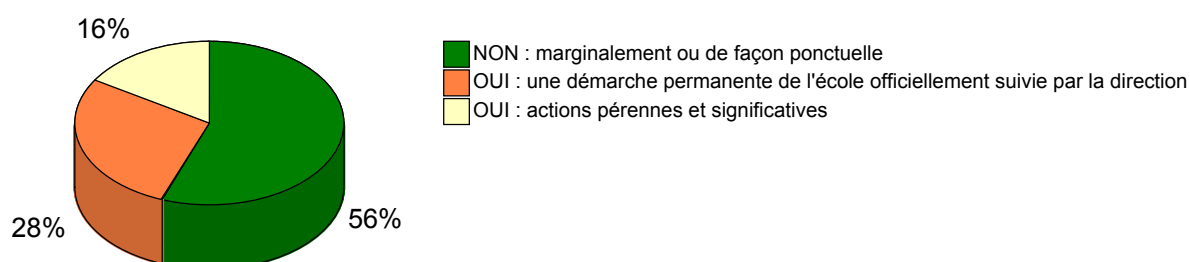 16%
NON : marginalement ou de façon ponctuelle
OUI : une démarche permanente de l'école officiellement suivie par la direction
OUI : actions pérennes et significatives
28%
56%